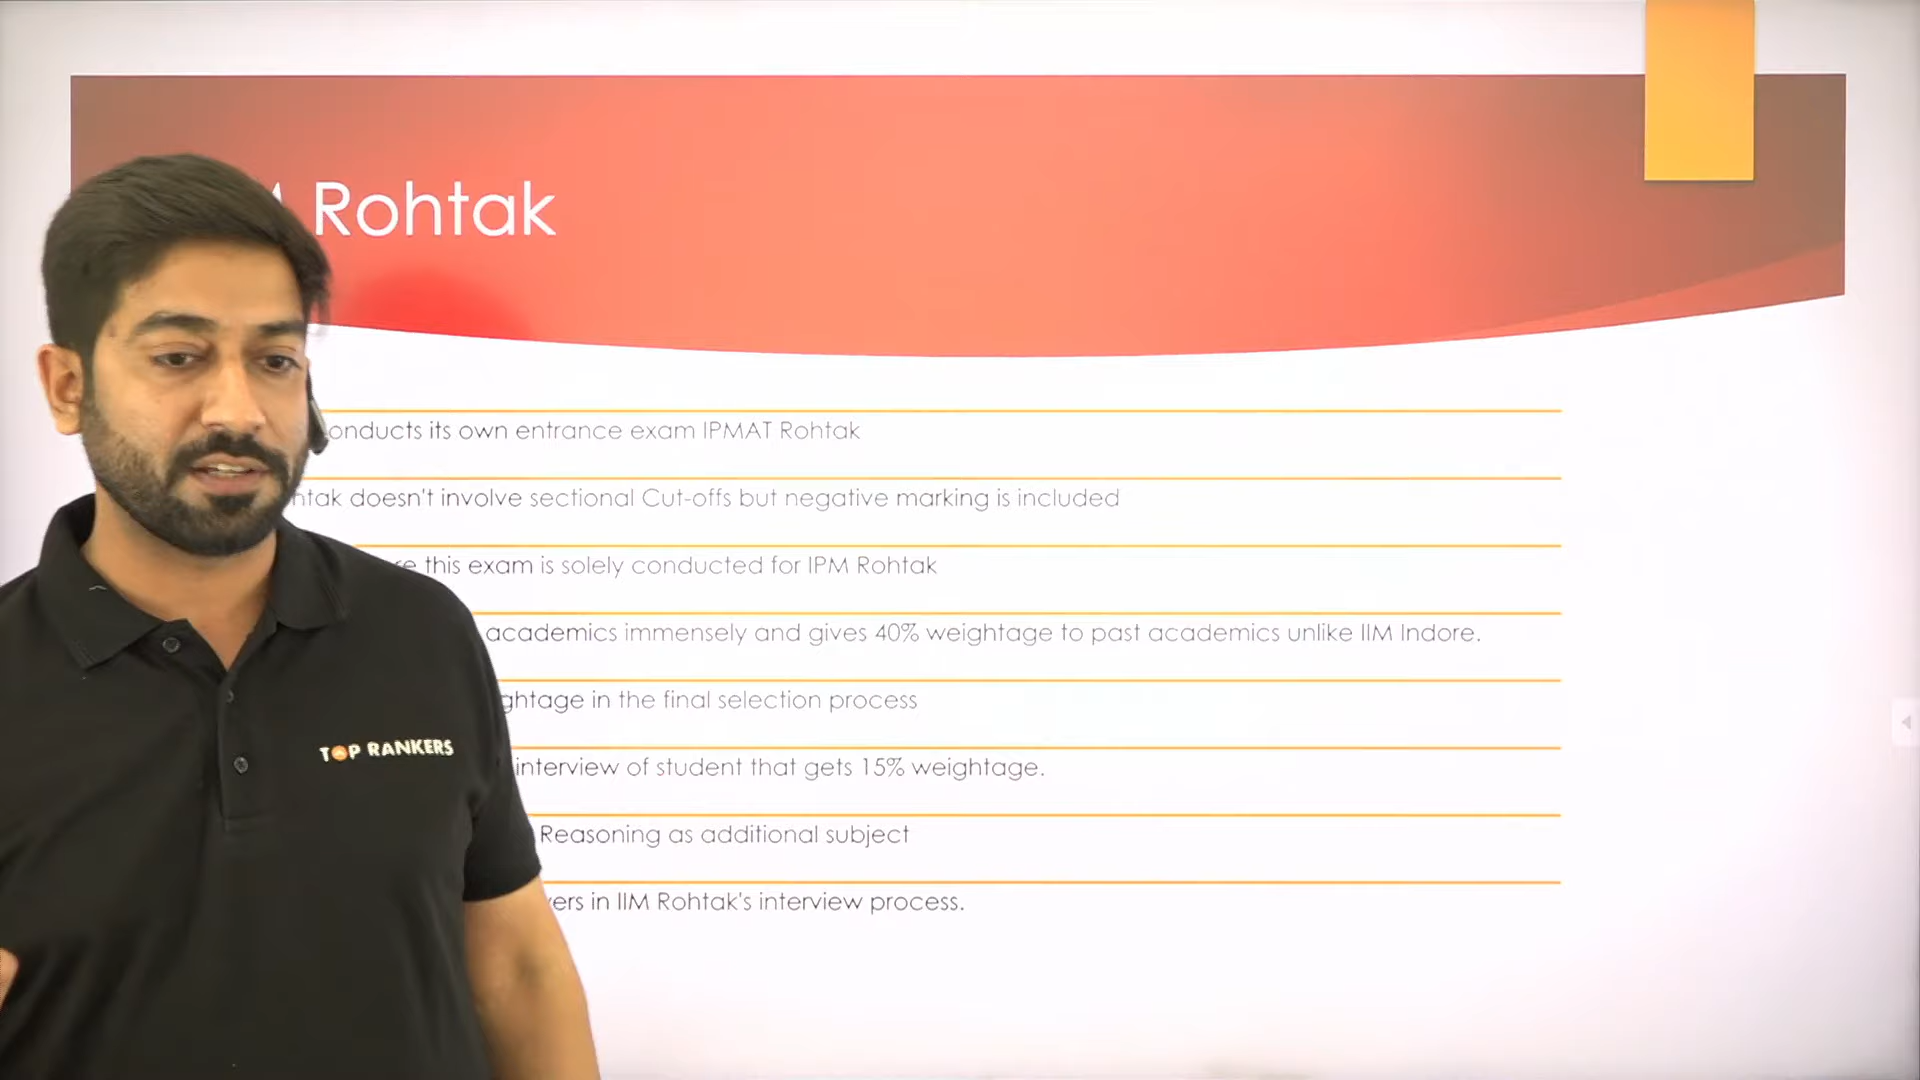 Rohtak
onducts its own entrance exam IPMAT Rohtak
htak doesn't involve sectional Cut-offs but negative marking is included
this exam is solely conducted for IPM Rohtak
academics immensely and gives 40% weightage to past academics unlike IIM Indore.
ghtage in the final selection process
interview of student that gets 15% weightage.
Reasoning as additional subject
ers in IIM Rohtak's interview process.
TOP RANKERS